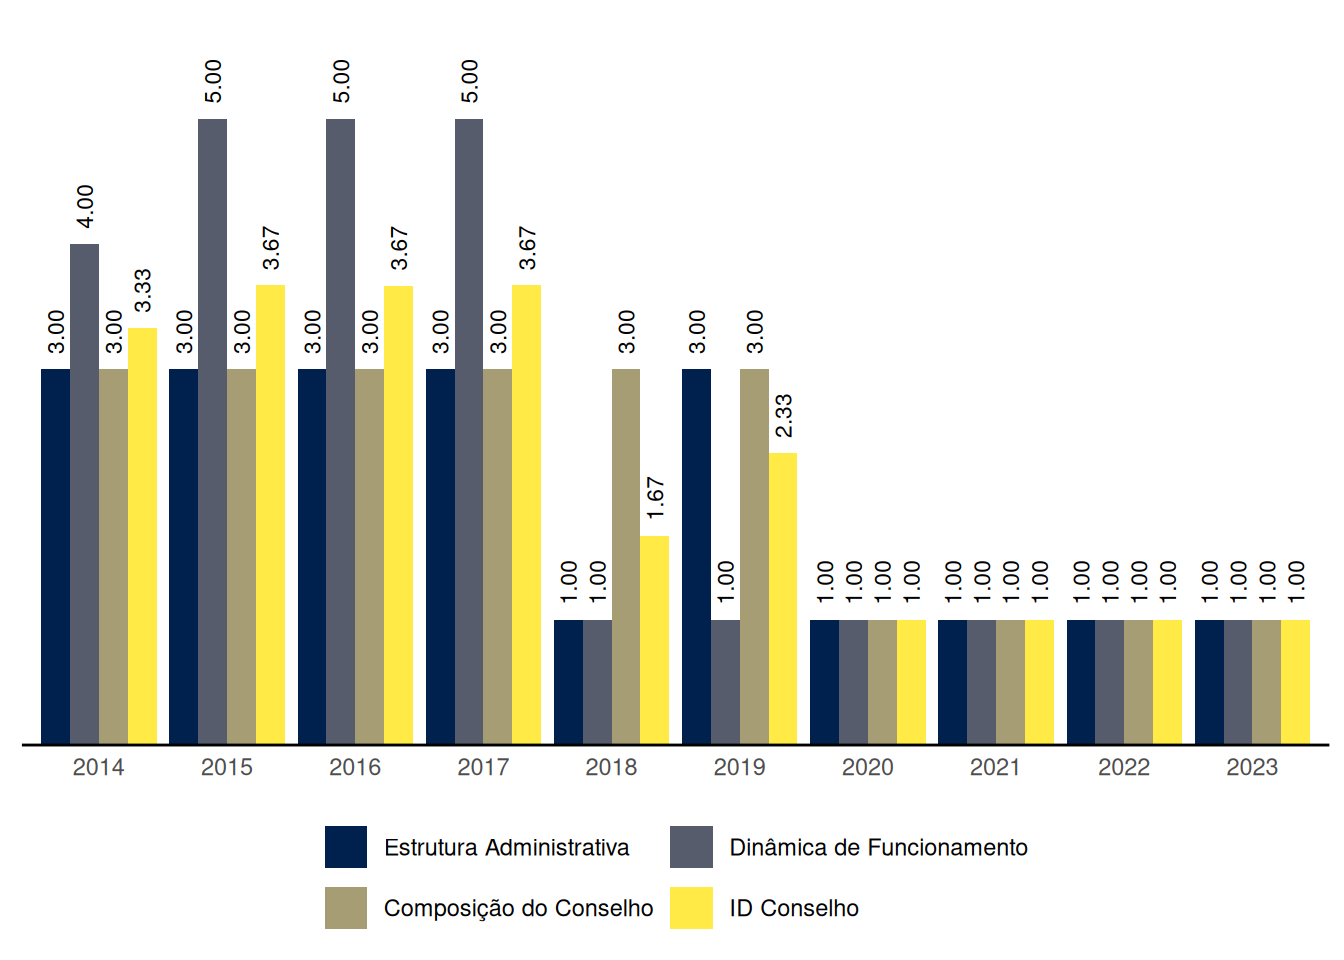 3.00 4.00 3.00 3.33 3.00 5.00 3.00 3.67 3.00 5.00 3.00 3.67 3.00 5.00 3.00 3.67 1.00 1.00 3.00 1.67 3.00 1.00 3.00 2.33 1.00 1.00 1.00 1.00 1.00 1.00 1.00 1.00 1.00 1.00 1.00 1.00 1.00 1.00 1.00 1.00
2014 2015 2016 2017 2018 2019 2020 2021 2022 2023
Estrutura Administrativa Dinâmica de Funcionamento
Composição do Conselho ID Conselho